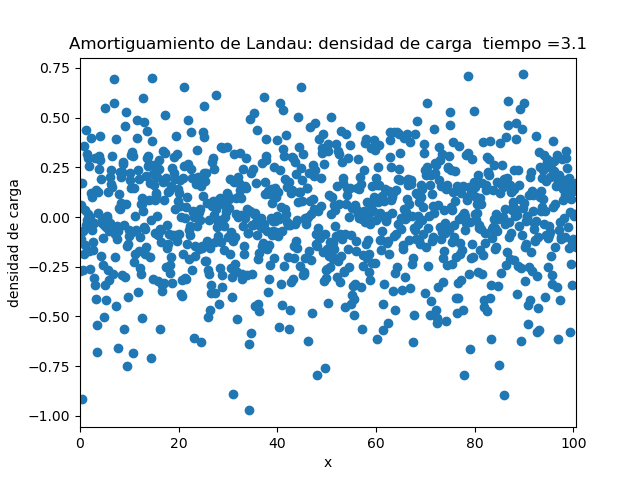 Amortiguamiento de Landau: densidad de carga  tiempo =3.1
0.75
0.50
0.25
0.00
−0.25
−0.50
−0.75
−1.00
densidad de carga
0 20 40 60 80 100
x